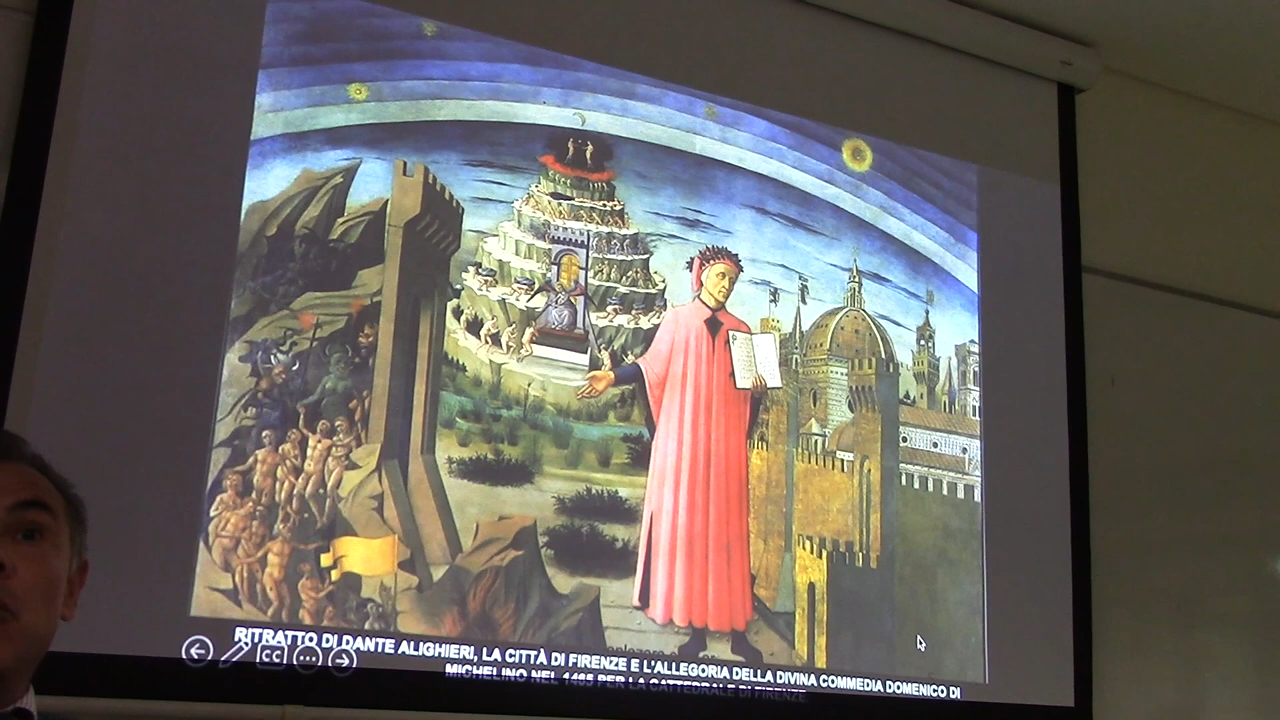 RITRATTO DI DANTE ALIGHIERI, LA CITTÀ DI FIRENZE E L'ALLEGORIA DELLA DIVINA COMMEDIA DOMENICO DI
MICHELINO NEL 1465 PER LA CATTEDRALE DI FIRENZE.
CC